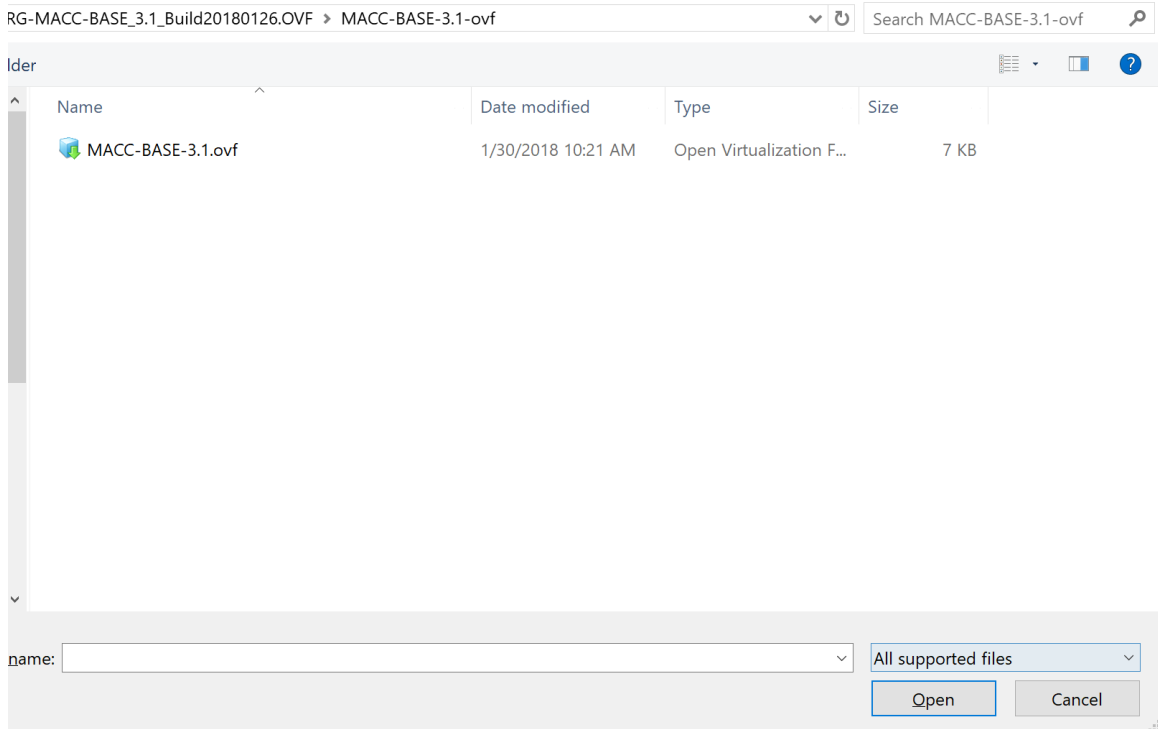 RG-MACC-BASE_3.1_Build20180126.OVF > MACC-BASE-3.1-ovf Search MACC-BASE-3.1-ovf
lder ?
Name Date modified Type Size
MACC-BASE-3.1.ovf 1/30/2018 10:21 AM Open Virtualization F... 7 KB
name: All supported files
Open Cancel